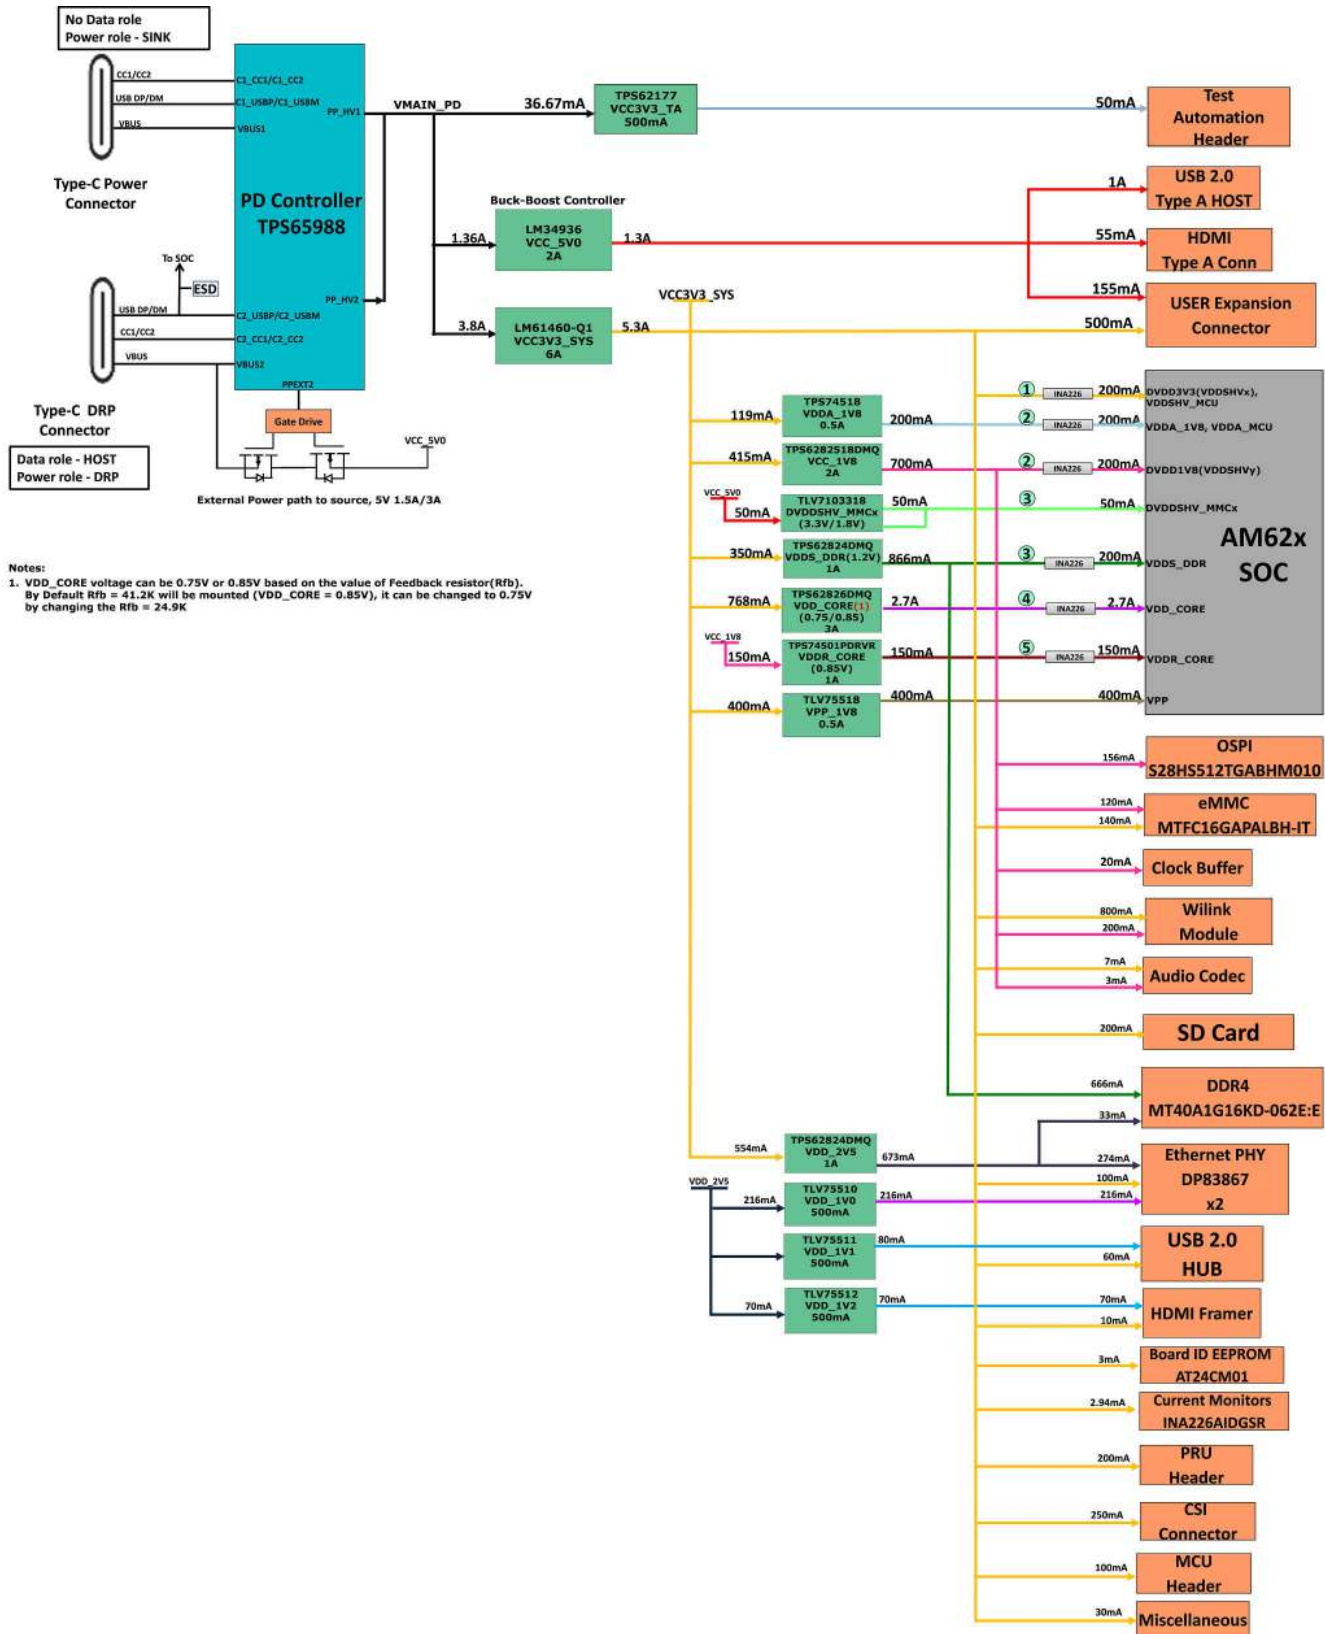 No Data role
Power role - SINK
CC1/CC2
USB DP/DM
VBUS
C1_CC1/C1_CC2
C1_USBP/C1_USBM
VBUS1
PP_HV1
Type-C Power
Connector
PD Controller
TPS65988
To SOC
ESD
USB DP/DM
CC1/CC2
VBUS
PP_HV2
C2_USBP/C2_USBM
C2_CC1/C2_CC2
VBUS2
PPEXT2
Type-C DRP
Connector
Gate Drive
VCC_5V0
Data role - HOST
Power role - DRP
External Power path to source, 5V 1.5A/3A
Notes:
1. VDD_CORE voltage can be 0.75V or 0.85V based on the value of Feedback resistor(Rfb).
By Default Rfb = 41.2K will be mounted (VDD_CORE = 0.85V), it can be changed to 0.75V
by changing the Rfb = 24.9K
VMAIN_PD
36.67mA
TPS62177
VCC3V3_TA
500mA
50mA
Test
Automation
Header
Buck-Boost Controller
1.36A
LM34936
VCC_5V0
2A
1.3A
1A
USB 2.0
Type A HOST
55mA
HDMI
Type A Conn
155mA
USER Expansion
Connector
500mA
VCC3V3_SYS
3.8A
LM61460-Q1
VCC3V3_SYS
6A
5.3A
1
INA226
200mA
DVDD3V3(VDDSHVx),
VDDSHV_MCU
119mA
TPS74518
VDDA_1V8
0.5A
200mA
2
INA226
200mA
VDDA_1V8, VDDA_MCU
415mA
TPS6282518DMQ
VCC_1V8
2A
700mA
2
INA226
200mA
DVDD1V8(VDDSHVy)
VCC_5V0
50mA
TLV7103318
DVDDSHV_MMCx
(3.3V/1.8V)
50mA
3
50mA
DVDDSHV_MMCx
AM62x
SOC
350mA
TPS62824DMQ
VDDS_DDR(1.2V)
1A
866mA
3
INA226
200mA
VDDS_DDR
768mA
TPS62826DMQ
VDD_CORE(1)
(0.75/0.85)
3A
2.7A
4
INA226
2.7A
VDD_CORE
VCC_1V8
150mA
TPS74501PDRVR
VDDR_CORE
(0.85V)
1A
150mA
5
INA226
150mA
VDDR_CORE
400mA
TLV75518
VPP_1V8
0.5A
400mA
400mA
VPP
156mA
OSPI
S28HS512TGABHM010
120mA
140mA
eMMC
MTFC16GAPALBH-IT
20mA
Clock Buffer
800mA
200mA
Wilink
Module
7mA
3mA
Audio Codec
200mA
SD Card
666mA
33mA
DDR4
MT40A1G16KD-062E:E
554mA
TPS62824DMQ
VDD_2V5
1A
673mA
274mA
100mA
216mA
Ethernet PHY
DP83867
x2
VDD_2V5
216mA
TLV75510
VDD_1V0
500mA
216mA
TLV75511
VDD_1V1
500mA
80mA
60mA
USB 2.0
HUB
70mA
TLV75512
VDD_1V2
500mA
70mA
70mA
10mA
HDMI Framer
3mA
Board ID EEPROM
AT24CM01
2.94mA
Current Monitors
INA226AIDGSR
200mA
PRU
Header
250mA
CSI
Connector
100mA
MCU
Header
30mA
Miscellaneous